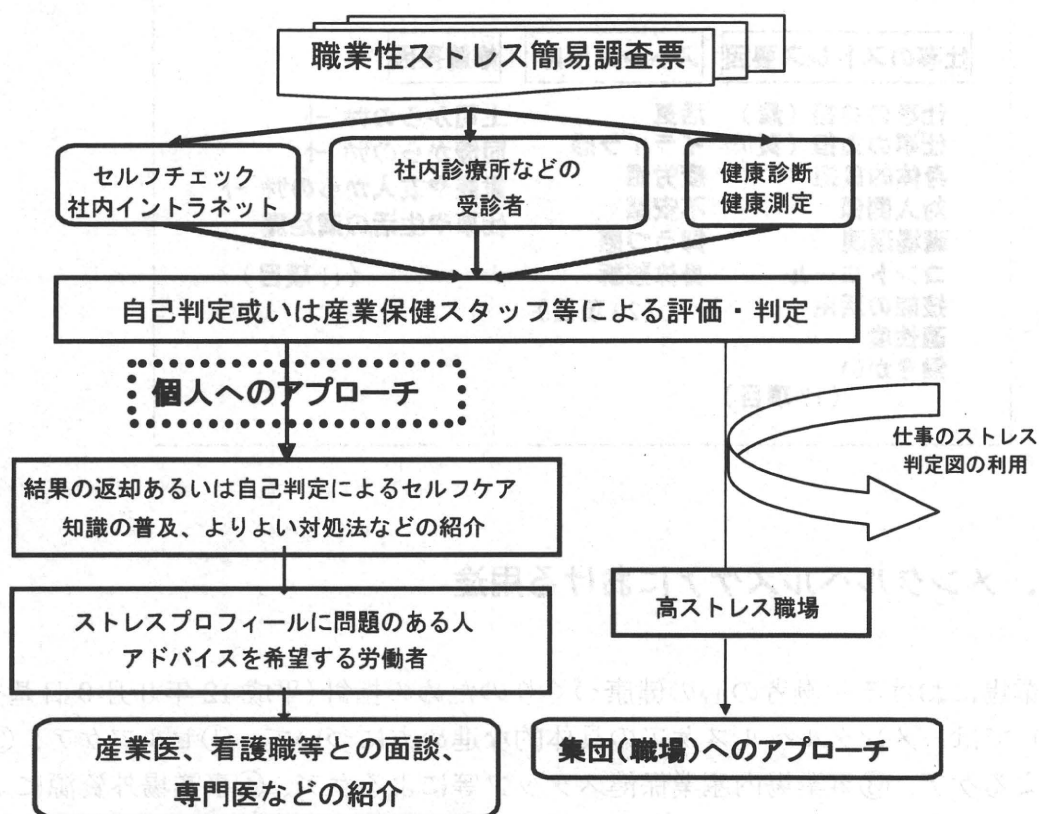 職業性ストレス簡易調査票
セルフチェック
社内イントラネット
社内診療所などの
受診者
健康診断
健康測定
自己判定或いは産業保健スタッフ等による評価・判定
個人へのアプローチ
仕事のストレス
判定図の利用
結果の返却あるいは自己判定によるセルフケア
知識の普及、よりよい対処法などの紹介
ストレスプロフィールに問題のある人
アドバイスを希望する労働者
高ストレス職場
産業医、看護職等との面談、
専門医などの紹介
集団(職場)へのアプローチ